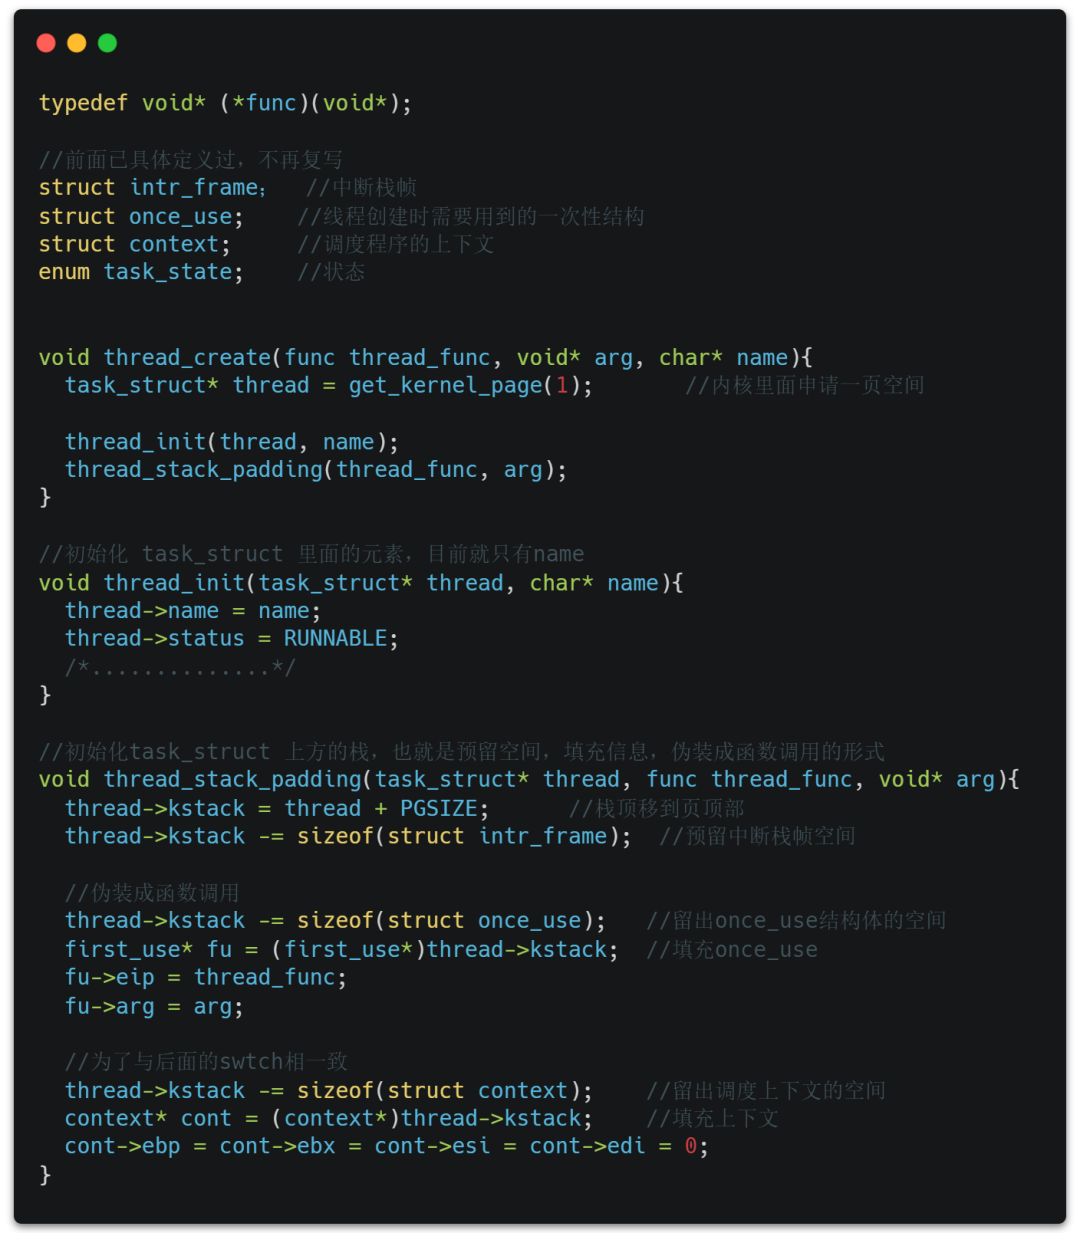 typedef void* (*func)(void*);
//前面已具体定义过，不再复写
struct intr_frame； //中断栈帧
struct once_use; //线程创建时需要用到的一次性结构
struct context; //调度程序的上下文
enum task_state; //状态
void thread_create(func thread_func, void* arg, char* name){
task_struct* thread = get_kernel_page(1); //内核里面申请一页空间
thread_init(thread, name);
thread_stack_padding(thread_func, arg);
}
//初始化 task_struct 里面的元素，目前就只有name
void thread_init(task_struct* thread, char* name){
thread->name = name;
thread->status = RUNNABLE;
/*..............*/
}
//初始化task_struct 上方的栈，也就是预留空间，填充信息，伪装成函数调用的形式
void thread_stack_padding(task_struct* thread, func thread_func, void* arg){
thread->kstack = thread + PGSIZE; //栈顶移到页顶部
thread->kstack -= sizeof(struct intr_frame); //预留中断栈帧空间
//伪装成函数调用
thread->kstack -= sizeof(struct once_use); //留出once_use结构体的空间
first_use* fu = (first_use*)thread->kstack; //填充once_use
fu->eip = thread_func;
fu->arg = arg;
//为了与后面的swtch相一致
thread->kstack -= sizeof(struct context); //留出调度上下文的空间
context* cont = (context*)thread->kstack; //填充上下文
cont->ebp = cont->ebx = cont->esi = cont->edi = 0;
}